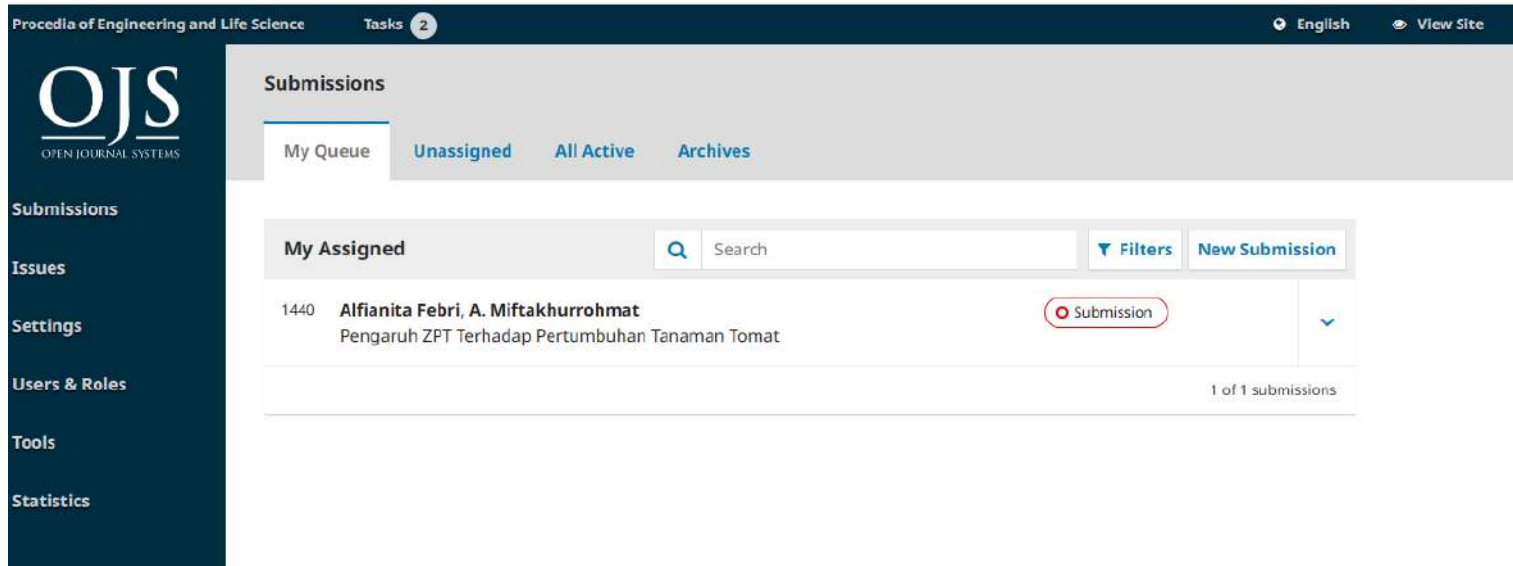 Procedia of Engineering and Life Science Tasks 2 English View Site
OJS
OPEN JOURNAL SYSTEMS
Submissions
Issues
Settings
Users & Roles
Tools
Statistics
Submissions
My Queue Unassigned All Active Archives
My Assigned Search Filters New Submission
1440 Alfianita Febri, A. Miftakhurrohmat Submission
Pengaruh ZPT Terhadap Pertumbuhan Tanaman Tomat
1 of 1 submissions